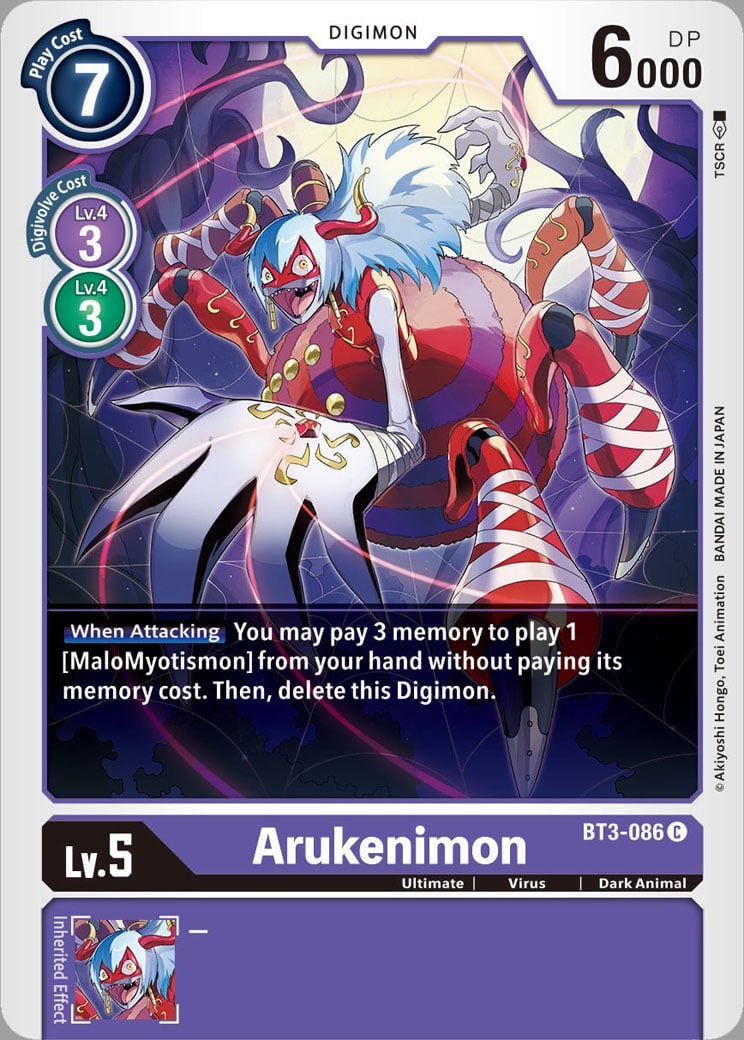 DIGIMON
Play Cost
7
6000
DP
Digivolve Cost
Lv.4
3
Lv.4
3
TSCR
BANDAI MADE IN JAPAN
© Akiyoshi Hongo, Toei Animation
When Attacking You may pay 3 memory to play 1
[MaloMyotismon] from your hand without paying its
memory cost. Then, delete this Digimon.
Lv.5
Arukenimon
BT3-086 C
Ultimate | Virus | Dark Animal
Inherited Effect
—